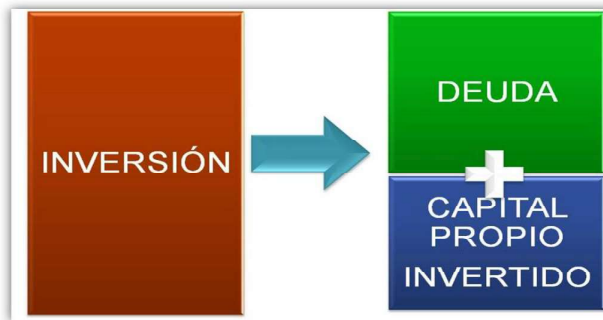 INVERSIÓN
DEUDA
CAPITAL
PROPIO
INVERTIDO